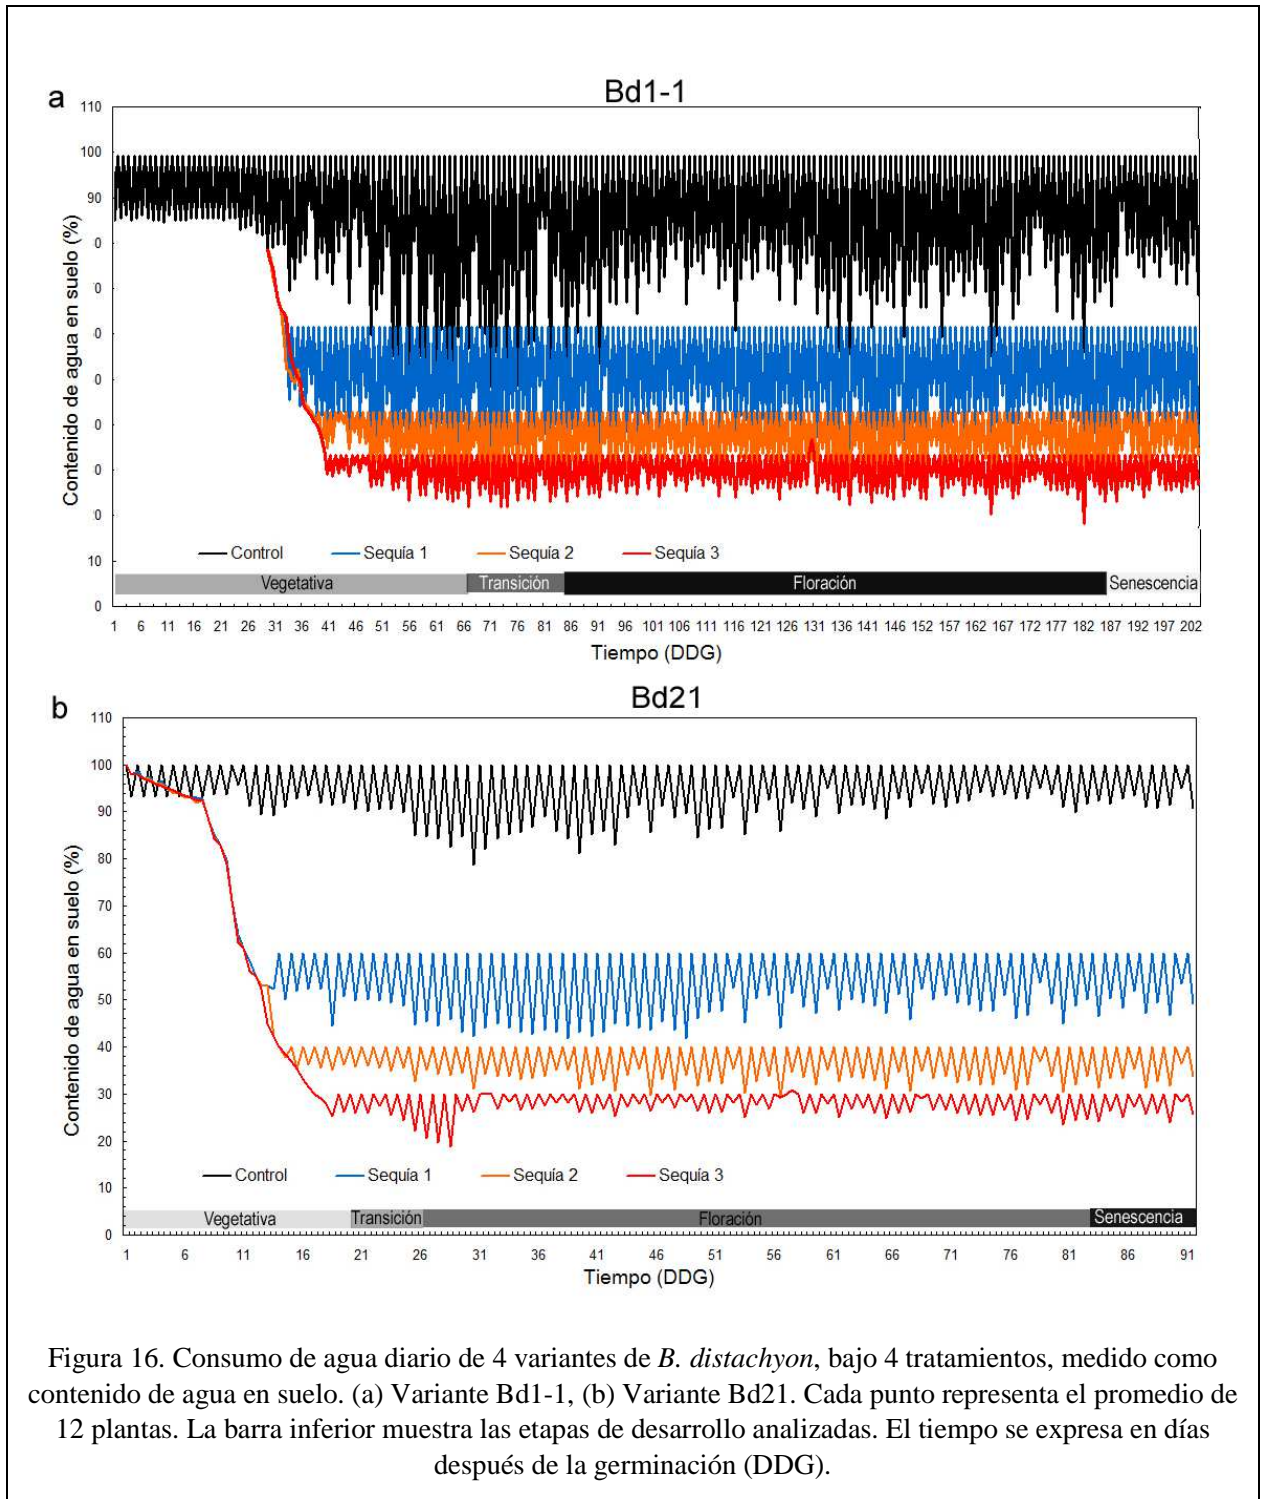 a
Bd1-1
Contenido de agua en suelo (%)
110
100
90
0
0
0
0
0
0
0
10
0
Control Sequía 1 Sequía 2 Sequía 3
Vegetativa Transición Floración Senescencia
1 6 11 16 21 26 31 36 41 46 51 56 61 66 71 76 81 86 91 96 101 106 111 116 121 126 131 136 141 147 152 157 162 167 172 177 182 187 192 197 202
Tiempo (DDG)
b
Bd21
Contenido de agua en suelo (%)
110
100
90
80
70
60
50
40
30
20
10
0
Control Sequía 1 Sequía 2 Sequía 3
Vegetativa Transición Floración Senescencia
1 6 11 16 21 26 31 36 41 46 51 56 61 66 71 76 81 86 91
Tiempo (DDG)
Figura 16. Consumo de agua diario de 4 variantes de B. distachyon, bajo 4 tratamientos, medido como
contenido de agua en suelo. (a) Variante Bd1-1, (b) Variante Bd21. Cada punto representa el promedio de
12 plantas. La barra inferior muestra las etapas de desarrollo analizadas. El tiempo se expresa en días
después de la germinación (DDG).